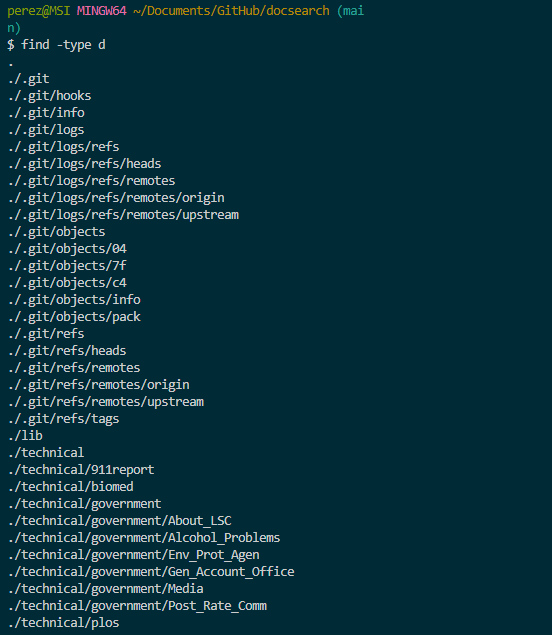 perez@MSI MINGW64 ~/Documents/GitHub/docsearch (mai
n)
$ find -type d
.
./.git
./.git/hooks
./.git/info
./.git/logs
./.git/logs/refs
./.git/logs/refs/heads
./.git/logs/refs/remotes
./.git/logs/refs/remotes/origin
./.git/logs/refs/remotes/upstream
./.git/objects
./.git/objects/04
./.git/objects/7f
./.git/objects/c4
./.git/objects/info
./.git/objects/pack
./.git/refs
./.git/refs/heads
./.git/refs/remotes
./.git/refs/remotes/origin
./.git/refs/remotes/upstream
./.git/refs/tags
./lib
./technical
./technical/911report
./technical/biomed
./technical/government
./technical/government/About_LSC
./technical/government/Alcohol_Problems
./technical/government/Env_Prot_Agen
./technical/government/Gen_Account_Office
./technical/government/Media
./technical/government/Post_Rate_Comm
./technical/plos